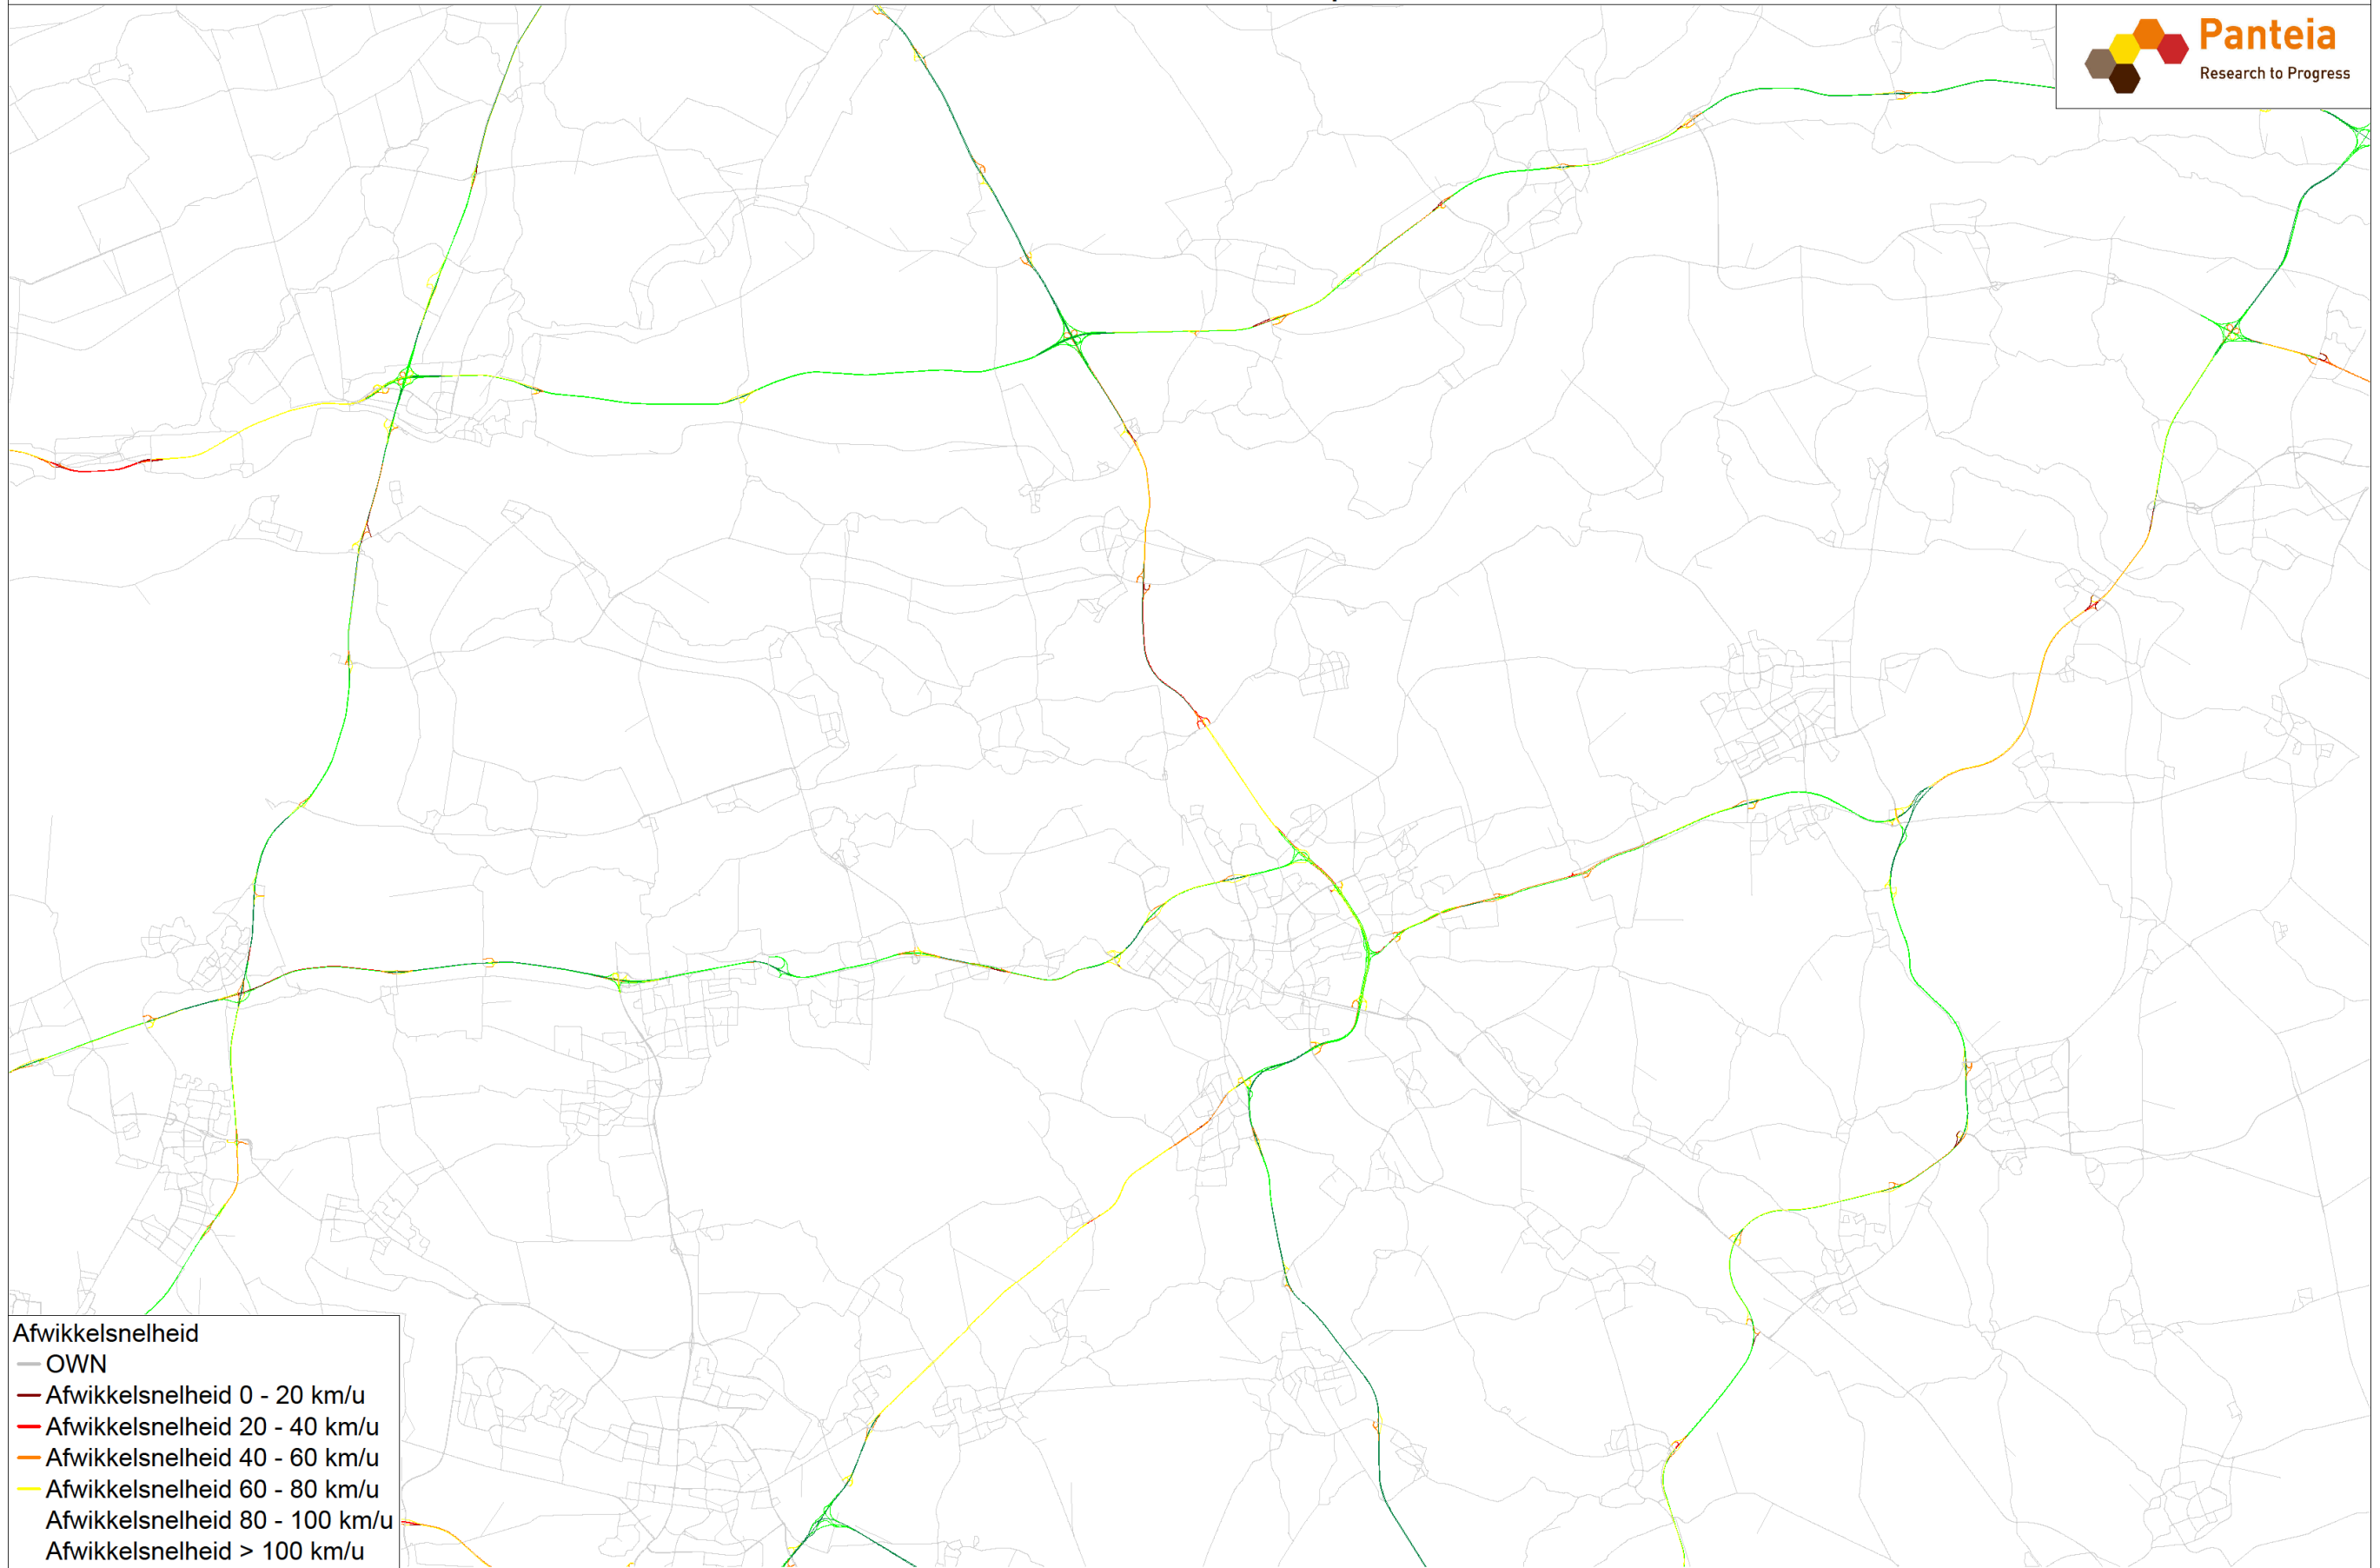 Panteia
Research to Progress
Afwikkelsnelheid
OWN
Afwikkelsnelheid 0 - 20 km/u
Afwikkelsnelheid 20 - 40 km/u
Afwikkelsnelheid 40 - 60 km/u
Afwikkelsnelheid 60 - 80 km/u
Afwikkelsnelheid 80 - 100 km/u
Afwikkelsnelheid > 100 km/u